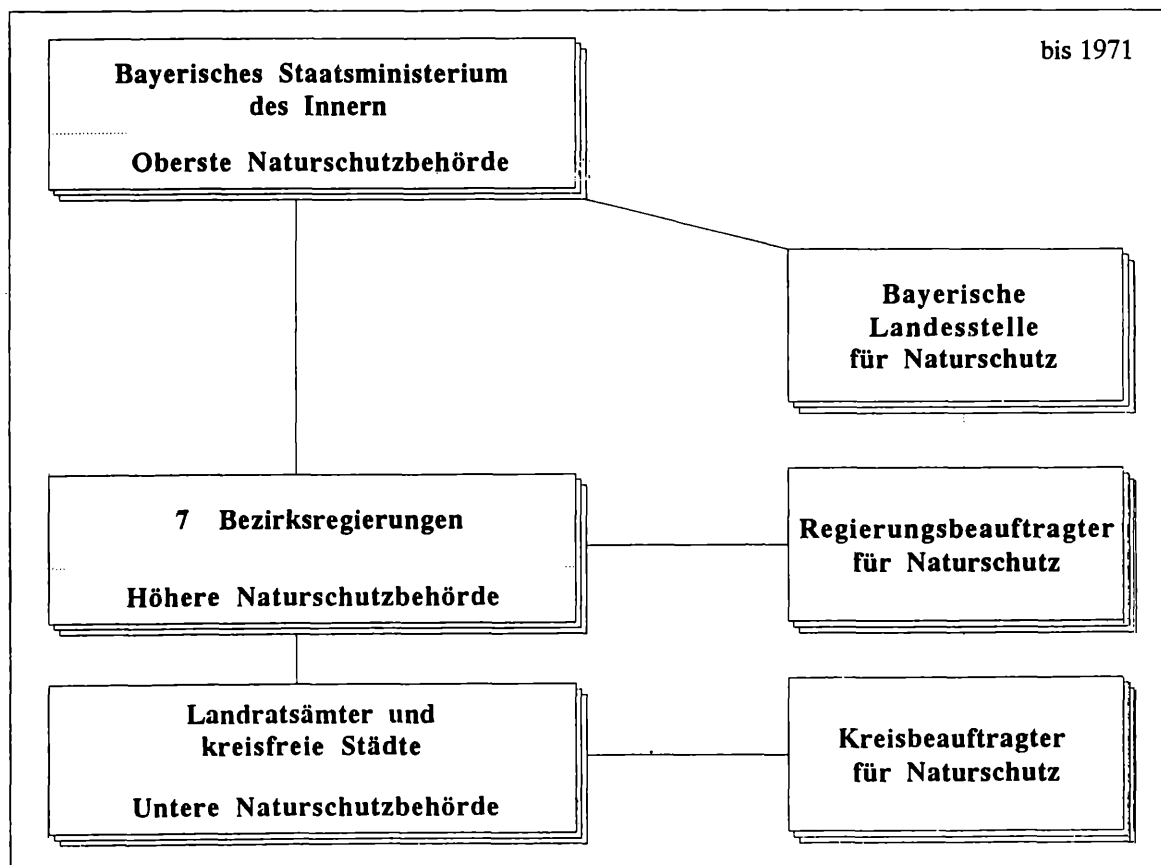 bis 1971
Bayerisches Staatsministerium
des Innern
Oberste Naturschutzbehörde
Bayerische
Landesstelle
für Naturschutz
7 Bezirksregierungen
Höhere Naturschutzbehörde
Regierungsbeauftragter
für Naturschutz
Landratsämter und
kreisfreie Städte
Untere Naturschutzbehörde
Kreisbeauftragter
für Naturschutz